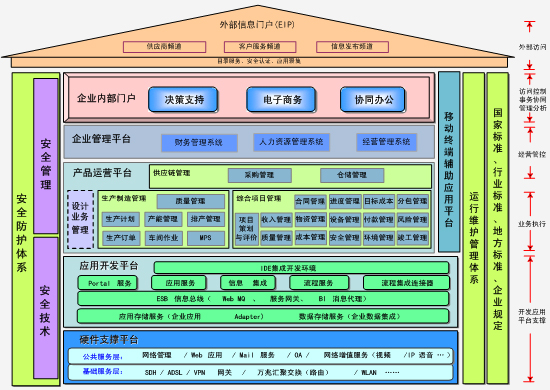 外部信息门户(EIP)
供应商频道
客户服务频道
信息发布频道
目录服务、安全认证、应用聚集
外部访问
安全防护体系
安全管理
安全技术
企业内部门户
决策支持
电子商务
协同办公
访问控制
事务协同
管理分析
企业管理平台
财务管理系统
人力资源管理系统
经营管理系统
经营管控
产品运营平台
供应链管理
采购管理
仓储管理
设计
业务
管理
生产制造管理
质量管理
生产计划
产能管理
排产管理
生产订单
车间作业
MPS
综合项目管理
合同管理
进度管理
目标成本
分包管理
项目
策划
与评价
收入管理
物资管理
设备管理
付款管理
风险管理
质量管理
成本管理
安全管理
环境管理
竣工管理
业务执行
移动终端辅助应用平台
运行维护管理体系
国家标准、行业标准、地方标准、企业规定
应用开发平台
IDE集成开发环境
Portal 服务
应用服务
信息 集成
流程服务
流程集成连接器
ESB 信息总线（ Web MQ 、 服务网关、 BI 消息代理）
应用存储服务（企业应用 Adapter) 数据存储服务（企业数据集成）
开发应用
平台支撑
硬件支撑平台
公共服务层： 网络管理 / Web 应用 / Mail 服务 / OA / 网络增值服务（视频 /IP 语音 … ）
基础服务层： SDH / ADSL / VPN 网关 / 万兆汇聚交换（路由） / WLAN ……